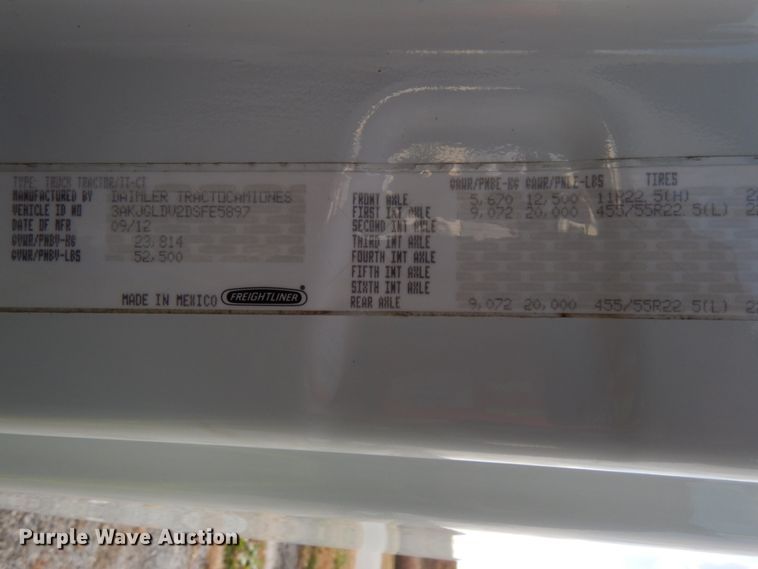 TYPE: TRUCK TRACTOR/TT-CT
MANUFACTURED BY DAIMLER TRACTOCAMIONES
VEHICLE ID NO 3AKJGLDV2DSFE5897
DATE OF MFR 09/12
GVWR/PNBV-KG 23,814
GVWR/PNBV-LBS 52,500
MADE IN MEXICO FREIGHTLINER
GAWR/PNBE-KG GAWR/PNLE-LBS TIRES
FRONT AXLE 5,670 12,500 11R22.5(H)
FIRST INT AXLE 9,072 20,000 455/55R22.5(L)
SECOND INT AXLE
THIRD INT AXLE
FOURTH INT AXLE
FIFTH INT AXLE
SIXTH INT AXLE
REAR AXLE 9,072 20,000 455/55R22.5(L)
Purple Wave Auction